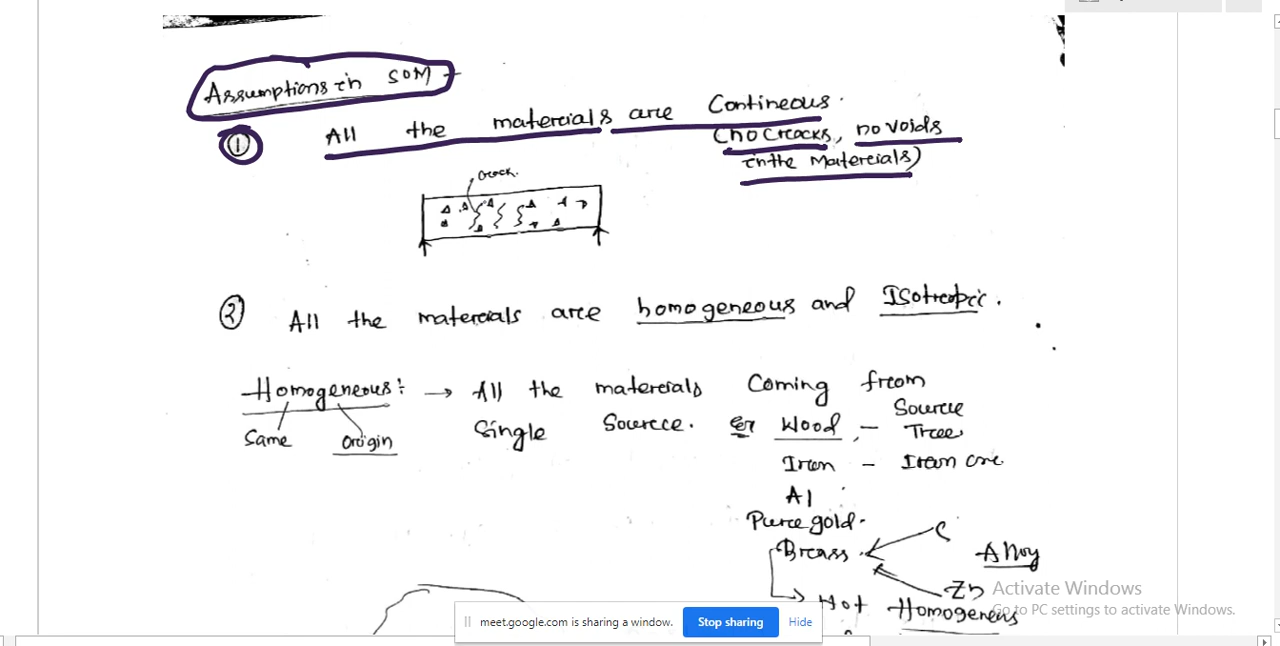 Assumptions in SOM -
① All the materials are Contineous.
(no Cracks, no voids
in the Materials)
Crack.
② All the materials are homogeneous and Isotropic.
Homogeneous :- → All the materials Coming from
Single Source. Wood - Source Tree
Same Origin
Iron - Iron ore.
Al
Pure gold.
Brass. C
Alloy
Zn
→ Not Homogenens
Activate Windows
Go to PC settings to activate Windows.
meet.google.com is sharing a window. Stop sharing Hide